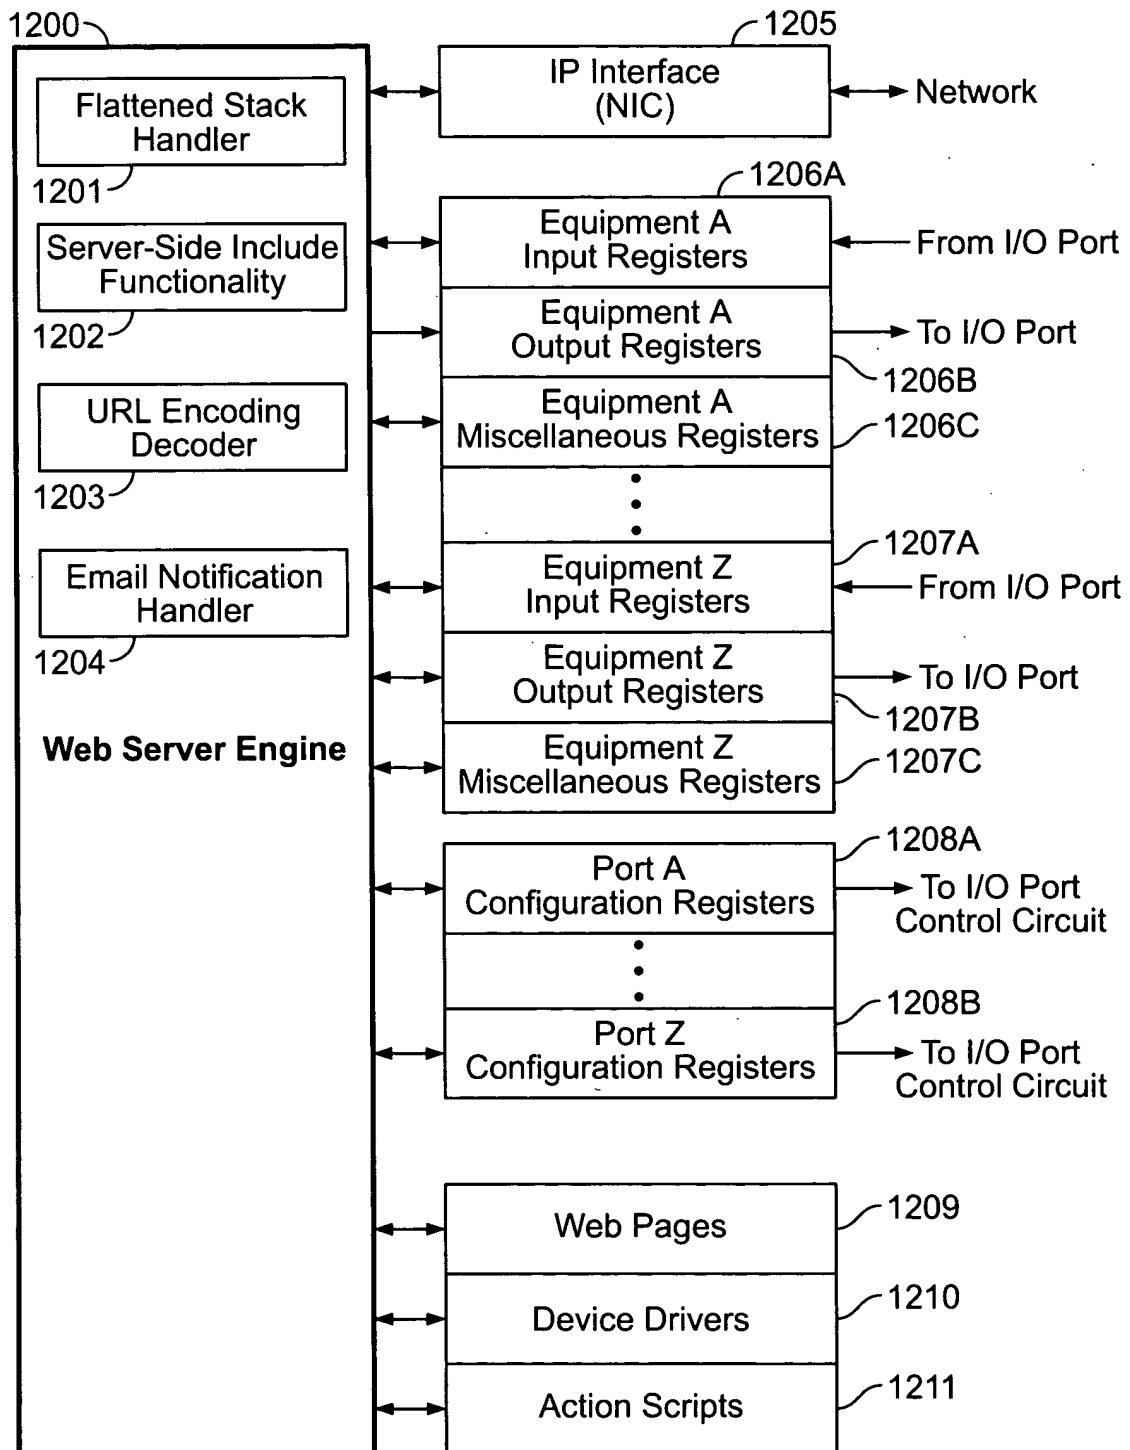 1200
1205
IP Interface
(NIC)
Network
Flattened Stack
Handler
1201
1206A
Equipment A
Input Registers
From I/O Port
Server-Side Include
Functionality
1202
Equipment A
Output Registers
To I/O Port
1206B
Equipment A
Miscellaneous Registers
1206C
URL Encoding
Decoder
1203
1207A
Equipment Z
Input Registers
From I/O Port
Email Notification
Handler
1204
Equipment Z
Output Registers
To I/O Port
1207B
Web Server Engine
Equipment Z
Miscellaneous Registers
1207C
1208A
Port A
Configuration Registers
To I/O Port
Control Circuit
1208B
Port Z
Configuration Registers
To I/O Port
Control Circuit
Web Pages
1209
Device Drivers
1210
Action Scripts
1211